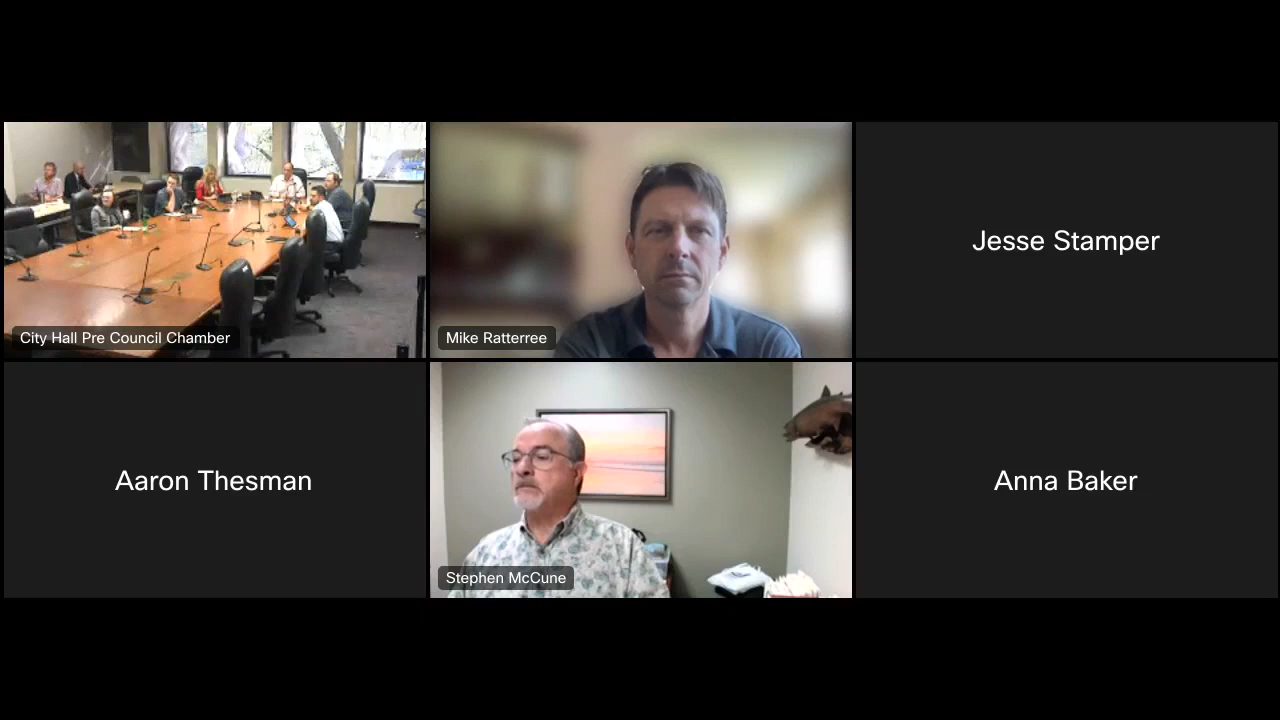 City Hall Pre Council Chamber
Mike Ratterree
Jesse Stamper
Aaron Thesman
Stephen McCune
Anna Baker